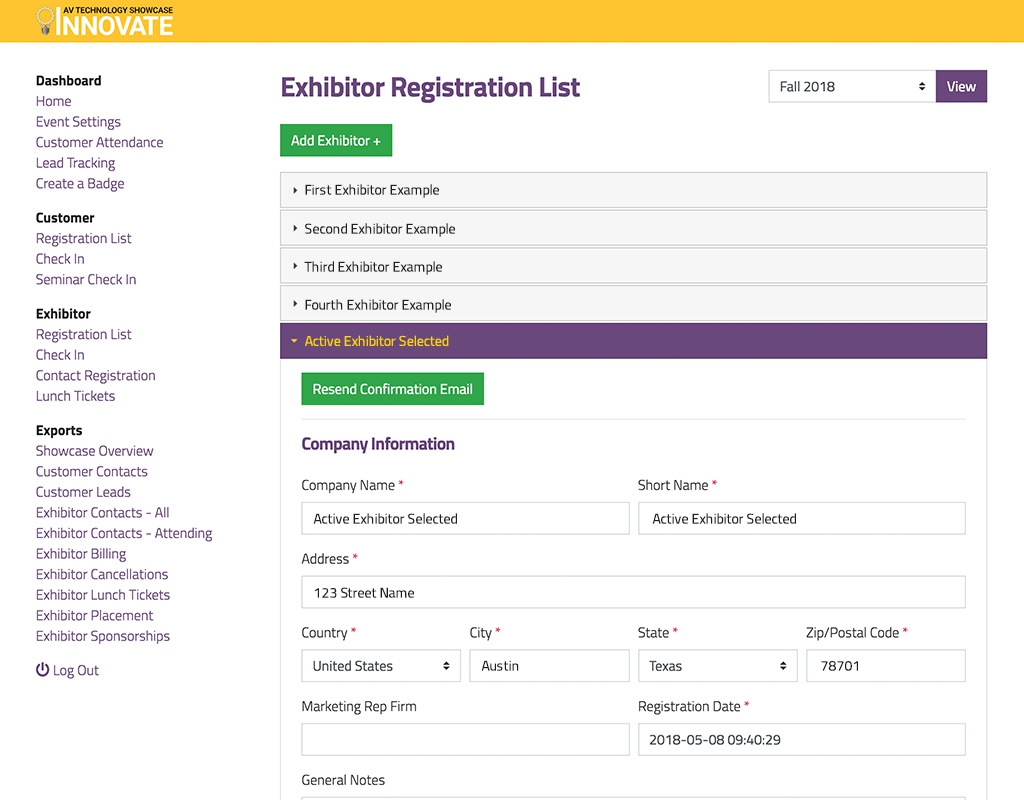 AV TECHNOLOGY SHOWCASE
INNOVATE
Dashboard
Home
Event Settings
Customer Attendance
Lead Tracking
Create a Badge
Customer
Registration List
Check In
Seminar Check In
Exhibitor
Registration List
Check In
Contact Registration
Lunch Tickets
Exports
Showcase Overview
Customer Contacts
Customer Leads
Exhibitor Contacts - All
Exhibitor Contacts - Attending
Exhibitor Billing
Exhibitor Cancellations
Exhibitor Lunch Tickets
Exhibitor Placement
Exhibitor Sponsorships
Log Out
Exhibitor Registration List
Fall 2018 View
Add Exhibitor +
First Exhibitor Example
Second Exhibitor Example
Third Exhibitor Example
Fourth Exhibitor Example
Active Exhibitor Selected
Resend Confirmation Email
Company Information
Company Name * Short Name *
Active Exhibitor Selected Active Exhibitor Selected
Address *
123 Street Name
Country * City * State * Zip/Postal Code *
United States Austin Texas 78701
Marketing Rep Firm Registration Date *
2018-05-08 09:40:29
General Notes